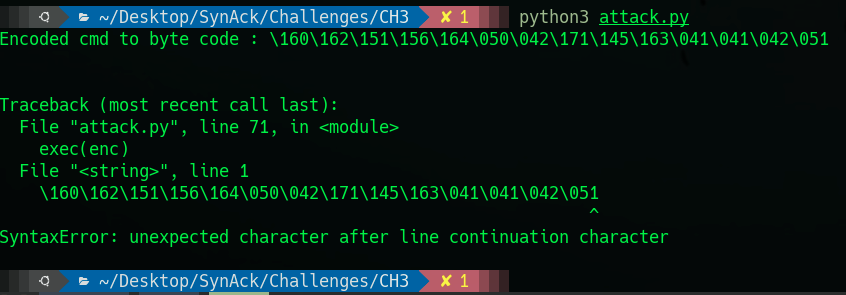 ~/Desktop/SynAck/Challenges/CH3 ✘ 1 python3 attack.py
Encoded cmd to byte code : \160\162\151\156\164\050\042\171\145\163\041\041\042\051
Traceback (most recent call last):
File "attack.py", line 71, in <module>
exec(enc)
File "<string>", line 1
\160\162\151\156\164\050\042\171\145\163\041\041\042\051
^
SyntaxError: unexpected character after line continuation character
~/Desktop/SynAck/Challenges/CH3 ✘ 1